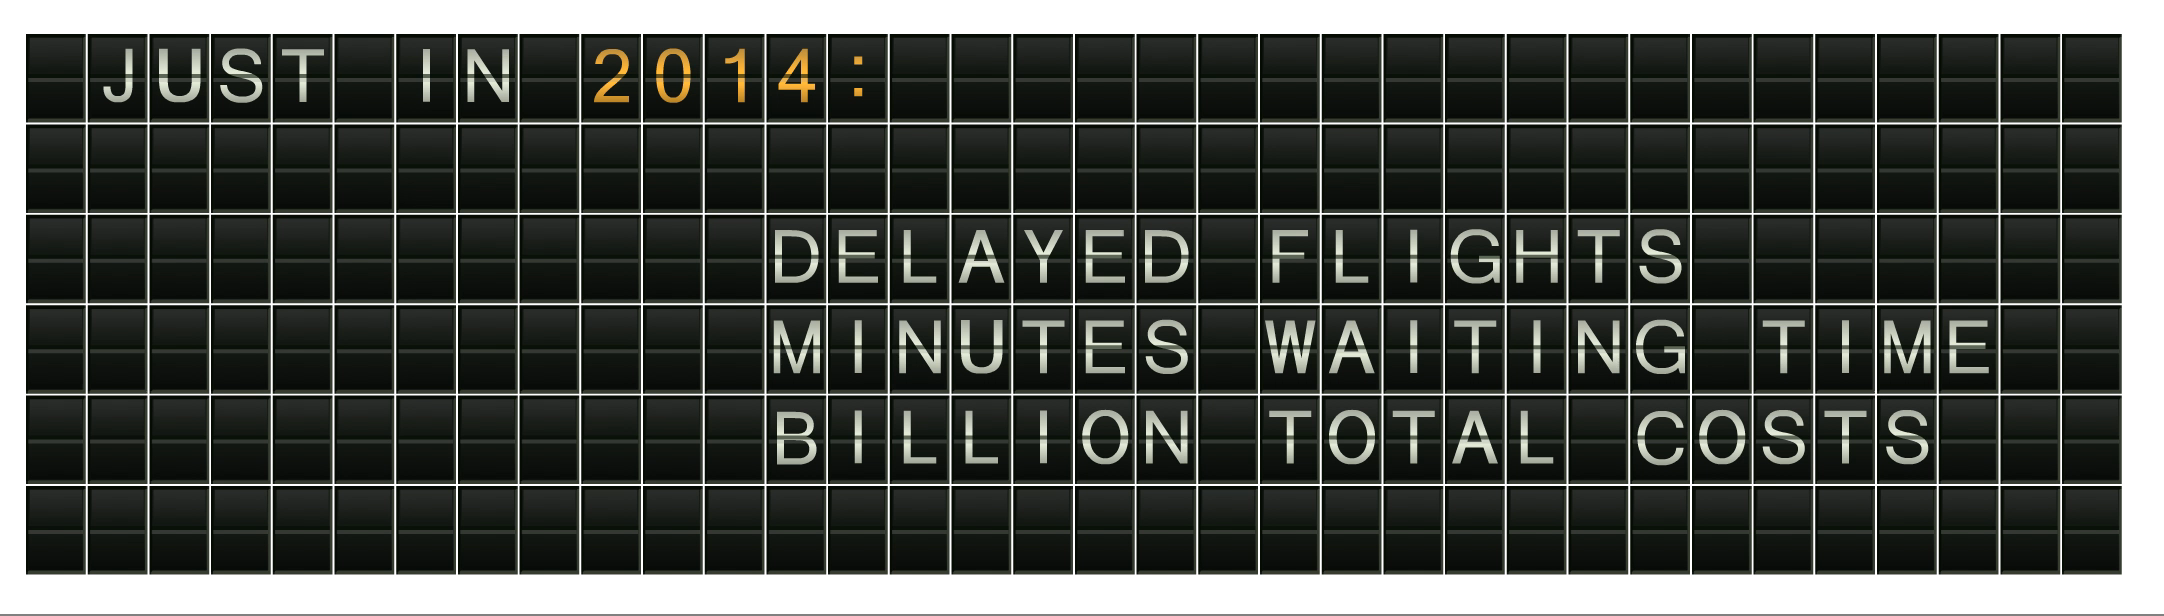 JUST IN 2014:
DELAYED FLIGHTS
MINUTES WAITING TIME
BILLION TOTAL COSTS